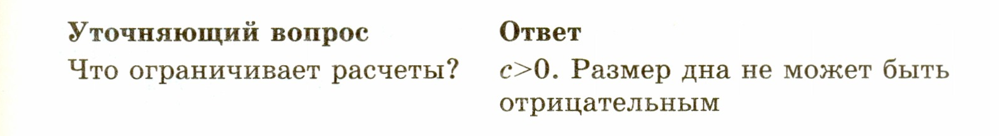 Уточняющий вопрос Ответ
Что ограничивает расчеты? c>0. Размер дна не может быть
отрицательным